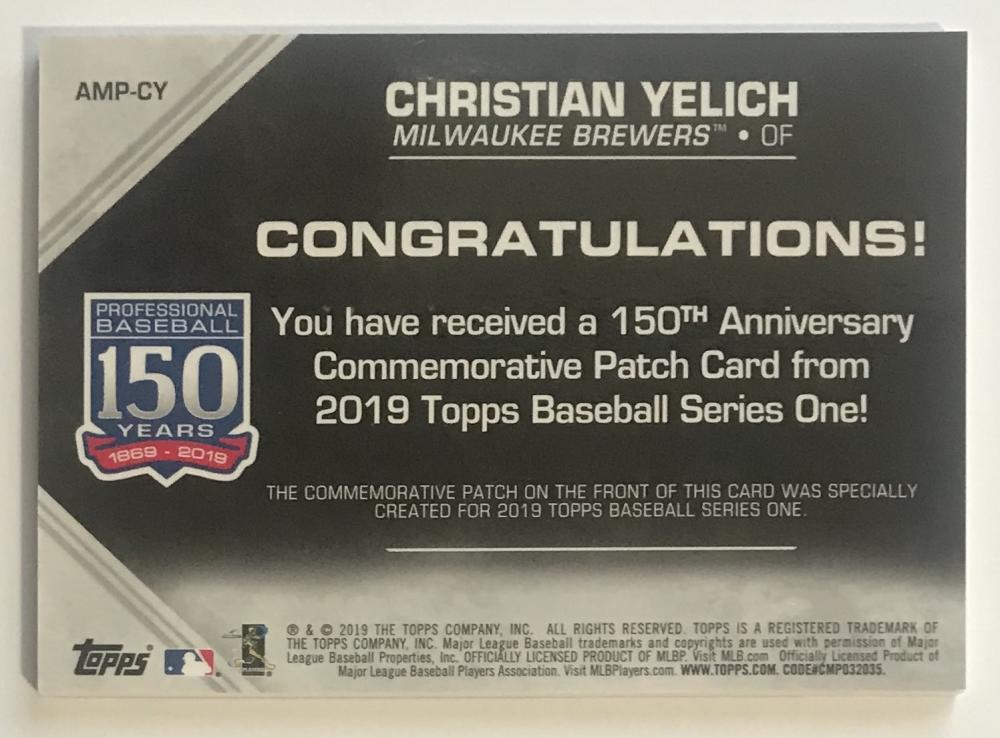 AMP-CY
CHRISTIAN YELICH
MILWAUKEE BREWERS™ • OF
CONGRATULATIONS!
PROFESSIONAL
BASEBALL
150
YEARS
1869 - 2019
You have received a 150TH Anniversary
Commemorative Patch Card from
2019 Topps Baseball Series One!
THE COMMEMORATIVE PATCH ON THE FRONT OF THIS CARD WAS SPECIALLY
CREATED FOR 2019 TOPPS BASEBALL SERIES ONE.
topps
® & © 2019 THE TOPPS COMPANY, INC. ALL RIGHTS RESERVED. TOPPS IS A REGISTERED TRADEMARK OF
THE TOPPS COMPANY, INC. Major League Baseball trademarks and copyrights are used with permission of Major
League Baseball Properties, Inc. OFFICIALLY LICENSED PRODUCT OF MLBP. Visit MLB.com Officially Licensed Product of
Major League Baseball Players Association. Visit MLBPlayers.com. WWW.TOPPS.COM. CODE#CMP032035.